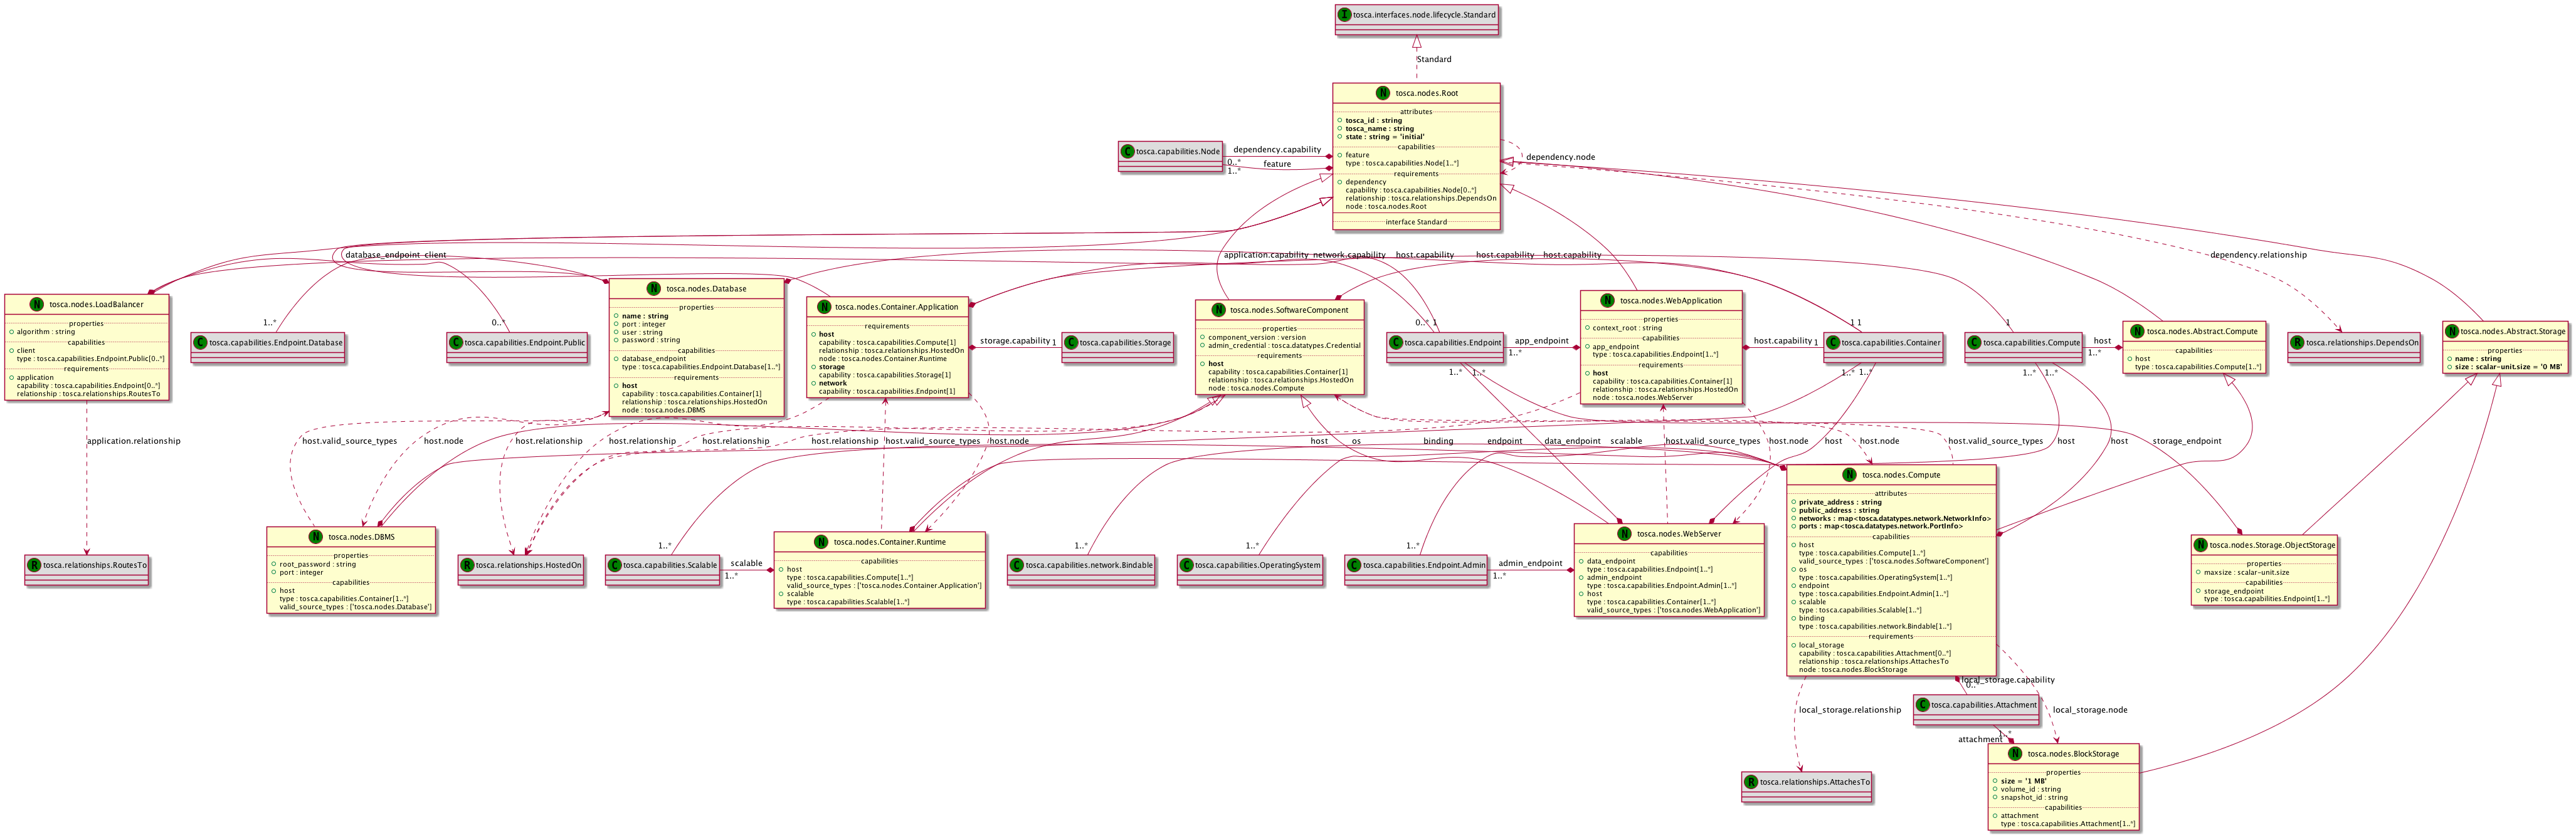 I tosca.interfaces.node.lifecycle.Standard
Standard
N tosca.nodes.Root
attributes
tosca_id : string
tosca_name : string
state : string = 'initial'
capabilities
feature
type : tosca.capabilities.Node[1..*]
requirements
dependency
capability : tosca.capabilities.Node[0..*]
relationship : tosca.relationships.DependsOn
node : tosca.nodes.Root
interface Standard
C tosca.capabilities.Node
dependency.capability
0..*
feature
1..*
dependency.node
dependency.relationship
database_endpoint
client
application.capability
network.capability
host.capability
host.capability
host.capability
N tosca.nodes.LoadBalancer
properties
algorithm : string
capabilities
client
type : tosca.capabilities.Endpoint.Public[0..*]
requirements
application
capability : tosca.capabilities.Endpoint[0..*]
relationship : tosca.relationships.RoutesTo
1..*
C tosca.capabilities.Endpoint.Database
0..*
C tosca.capabilities.Endpoint.Public
N tosca.nodes.Database
properties
name : string
port : integer
user : string
password : string
capabilities
database_endpoint
type : tosca.capabilities.Endpoint.Database[1..*]
requirements
host
capability : tosca.capabilities.Container[1]
relationship : tosca.relationships.HostedOn
node : tosca.nodes.DBMS
N tosca.nodes.Container.Application
requirements
host
capability : tosca.capabilities.Compute[1]
relationship : tosca.relationships.HostedOn
node : tosca.nodes.Container.Runtime
storage
capability : tosca.capabilities.Storage[1]
network
capability : tosca.capabilities.Endpoint[1]
storage.capability
1
C tosca.capabilities.Storage
N tosca.nodes.SoftwareComponent
properties
component_version : version
admin_credential : tosca.datatypes.Credential
requirements
host
capability : tosca.capabilities.Container[1]
relationship : tosca.relationships.HostedOn
node : tosca.nodes.Compute
0..*
1
C tosca.capabilities.Endpoint
app_endpoint
1..*
1..*
1..*
N tosca.nodes.WebApplication
properties
context_root : string
capabilities
app_endpoint
type : tosca.capabilities.Endpoint[1..*]
requirements
host
capability : tosca.capabilities.Container[1]
relationship : tosca.relationships.HostedOn
node : tosca.nodes.WebServer
host.capability
1
1
1
C tosca.capabilities.Container
1..*
1..*
1
C tosca.capabilities.Compute
host
1..*
1..*
1..*
N tosca.nodes.Abstract.Compute
capabilities
host
type : tosca.capabilities.Compute[1..*]
R tosca.relationships.DependsOn
N tosca.nodes.Abstract.Storage
properties
name : string
size : scalar-unit.size = '0 MB'
application.relationship
host.valid_source_types
host.node
host.relationship
host.relationship
host.relationship
host.relationship
host.valid_source_types
host.node
host
os
binding
endpoint
data_endpoint
scalable
host.valid_source_types
host.node
host
host.node
host.valid_source_types
host
host
storage_endpoint
R tosca.relationships.RoutesTo
N tosca.nodes.DBMS
properties
root_password : string
port : integer
capabilities
host
type : tosca.capabilities.Container[1..*]
valid_source_types : ['tosca.nodes.Database']
R tosca.relationships.HostedOn
1..*
C tosca.capabilities.Scalable
scalable
1..*
N tosca.nodes.Container.Runtime
capabilities
host
type : tosca.capabilities.Compute[1..*]
valid_source_types : ['tosca.nodes.Container.Application']
scalable
type : tosca.capabilities.Scalable[1..*]
1..*
C tosca.capabilities.network.Bindable
1..*
C tosca.capabilities.OperatingSystem
1..*
C tosca.capabilities.Endpoint.Admin
admin_endpoint
1..*
N tosca.nodes.WebServer
capabilities
data_endpoint
type : tosca.capabilities.Endpoint[1..*]
admin_endpoint
type : tosca.capabilities.Endpoint.Admin[1..*]
host
type : tosca.capabilities.Container[1..*]
valid_source_types : ['tosca.nodes.WebApplication']
N tosca.nodes.Compute
attributes
private_address : string
public_address : string
networks : map<tosca.datatypes.network.NetworkInfo>
ports : map<tosca.datatypes.network.PortInfo>
capabilities
host
type : tosca.capabilities.Compute[1..*]
valid_source_types : ['tosca.nodes.SoftwareComponent']
os
type : tosca.capabilities.OperatingSystem[1..*]
endpoint
type : tosca.capabilities.Endpoint.Admin[1..*]
scalable
type : tosca.capabilities.Scalable[1..*]
binding
type : tosca.capabilities.network.Bindable[1..*]
requirements
local_storage
capability : tosca.capabilities.Attachment[0..*]
relationship : tosca.relationships.AttachesTo
node : tosca.nodes.BlockStorage
N tosca.nodes.Storage.ObjectStorage
properties
maxsize : scalar-unit.size
capabilities
storage_endpoint
type : tosca.capabilities.Endpoint[1..*]
local_storage.capability
0..*
C tosca.capabilities.Attachment
local_storage.relationship
local_storage.node
attachment
1..*
R tosca.relationships.AttachesTo
N tosca.nodes.BlockStorage
properties
size = '1 MB'
volume_id : string
snapshot_id : string
capabilities
attachment
type : tosca.capabilities.Attachment[1..*]